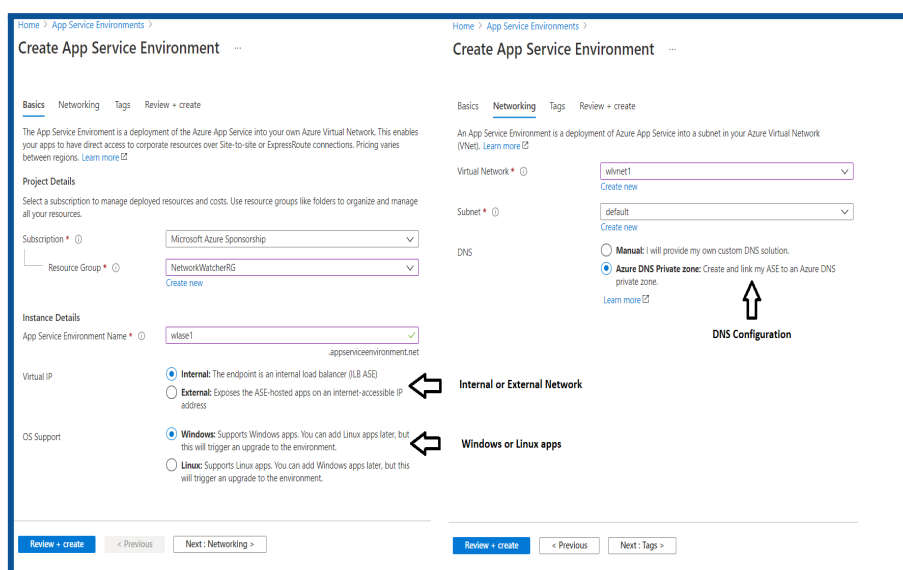 Home > App Service Environments >
Create App Service Environment ...
Basics Networking Tags Review + create
The App Service Enviroment is a deployment of the Azure App Service into your own Azure Virtual Network. This enables
your apps to have direct access to corporate resources over Site-to-site or ExpressRoute connections. Pricing varies
between regions. Learn more
Project Details
Select a subscription to manage deployed resources and costs. Use resource groups like folders to organize and manage
all your resources.
Subscription * Microsoft Azure Sponsorship
Resource Group * NetworkWatcherRG
Create new
Instance Details
App Service Environment Name * wlase1
.appserviceenvironment.net
Virtual IP
Internal: The endpoint is an internal load balancer (ILB ASE)
External: Exposes the ASE-hosted apps on an internet-accessible IP
address
Internal or External Network
OS Support
Windows: Supports Windows apps. You can add Linux apps later, but
this will trigger an upgrade to the environment.
Windows or Linux apps
Linux: Supports Linux apps. You can add Windows apps later, but this
will trigger an upgrade to the environment.
Review + create < Previous Next : Networking >
Home > App Service Environments >
Create App Service Environment ...
Basics Networking Tags Review + create
An App Service Environment is a deployment of Azure App Service into a subnet in your Azure Virtual Network
(VNet). Learn more
Virtual Network * wlvnet1
Create new
Subnet * default
Create new
DNS
Manual: I will provide my own custom DNS solution.
Azure DNS Private zone: Create and link my ASE to an Azure DNS
private zone.
Learn more
DNS Configuration
Review + create < Previous Next : Tags >